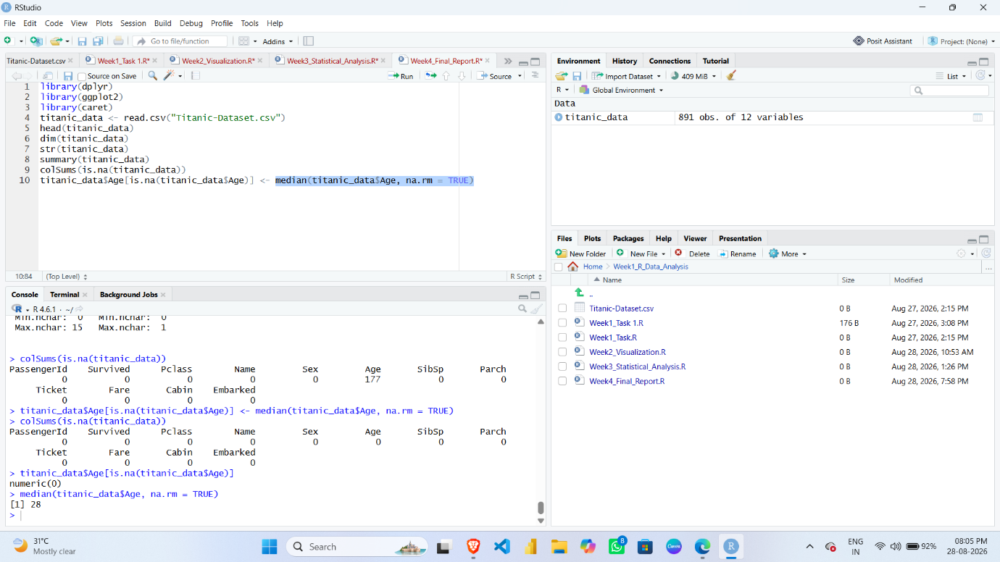 RStudio
File Edit Code View Plots Session Build Debug Profile Tools Help
Go to file/function Addins Posit Assistant Project: (None)
Titanic-Dataset.csv Week1_Task 1.R* Week2_Visualization.R* Week3_Statistical_Analysis.R* Week4_Final_Report.R*
Source on Save Run Source
1 library(dplyr)
2 library(ggplot2)
3 library(caret)
4 titanic_data <- read.csv("Titanic-Dataset.csv")
5 head(titanic_data)
6 dim(titanic_data)
7 str(titanic_data)
8 summary(titanic_data)
9 colSums(is.na(titanic_data))
10 titanic_data$Age[is.na(titanic_data$Age)] <- median(titanic_data$Age, na.rm = TRUE)
10:84 (Top Level) R Script
Console Terminal Background Jobs
R 4.6.1 · ~/
Min.nchar: 0 Min.nchar: 0
Max.nchar: 15 Max.nchar: 1
> colSums(is.na(titanic_data))
PassengerId Survived Pclass Name Sex Age SibSp Parch
0 0 0 0 0 177 0 0
Ticket Fare Cabin Embarked
0 0 0 0
> titanic_data$Age[is.na(titanic_data$Age)] <- median(titanic_data$Age, na.rm = TRUE)
> colSums(is.na(titanic_data))
PassengerId Survived Pclass Name Sex Age SibSp Parch
0 0 0 0 0 0 0 0
Ticket Fare Cabin Embarked
0 0 0 0
> titanic_data$Age[is.na(titanic_data$Age)]
numeric(0)
> median(titanic_data$Age, na.rm = TRUE)
[1] 28
>
Environment History Connections Tutorial
Import Dataset 409 MiB List
R Global Environment
Data
titanic_data 891 obs. of 12 variables
Files Plots Packages Help Viewer Presentation
New Folder New File Delete Rename More
Home Week1_R_Data_Analysis ...
Name Size Modified
..
Titanic-Dataset.csv 0 B Aug 27, 2026, 2:15 PM
Week1_Task 1.R 176 B Aug 27, 2026, 3:08 PM
Week1_Task.R 0 B Aug 27, 2026, 2:15 PM
Week2_Visualization.R 0 B Aug 28, 2026, 10:53 AM
Week3_Statistical_Analysis.R 0 B Aug 28, 2026, 1:26 PM
Week4_Final_Report.R 0 B Aug 28, 2026, 7:58 PM
31°C
Mostly clear
Search
Canva
8
ENG
IN
92%
08:05 PM
28-08-2026